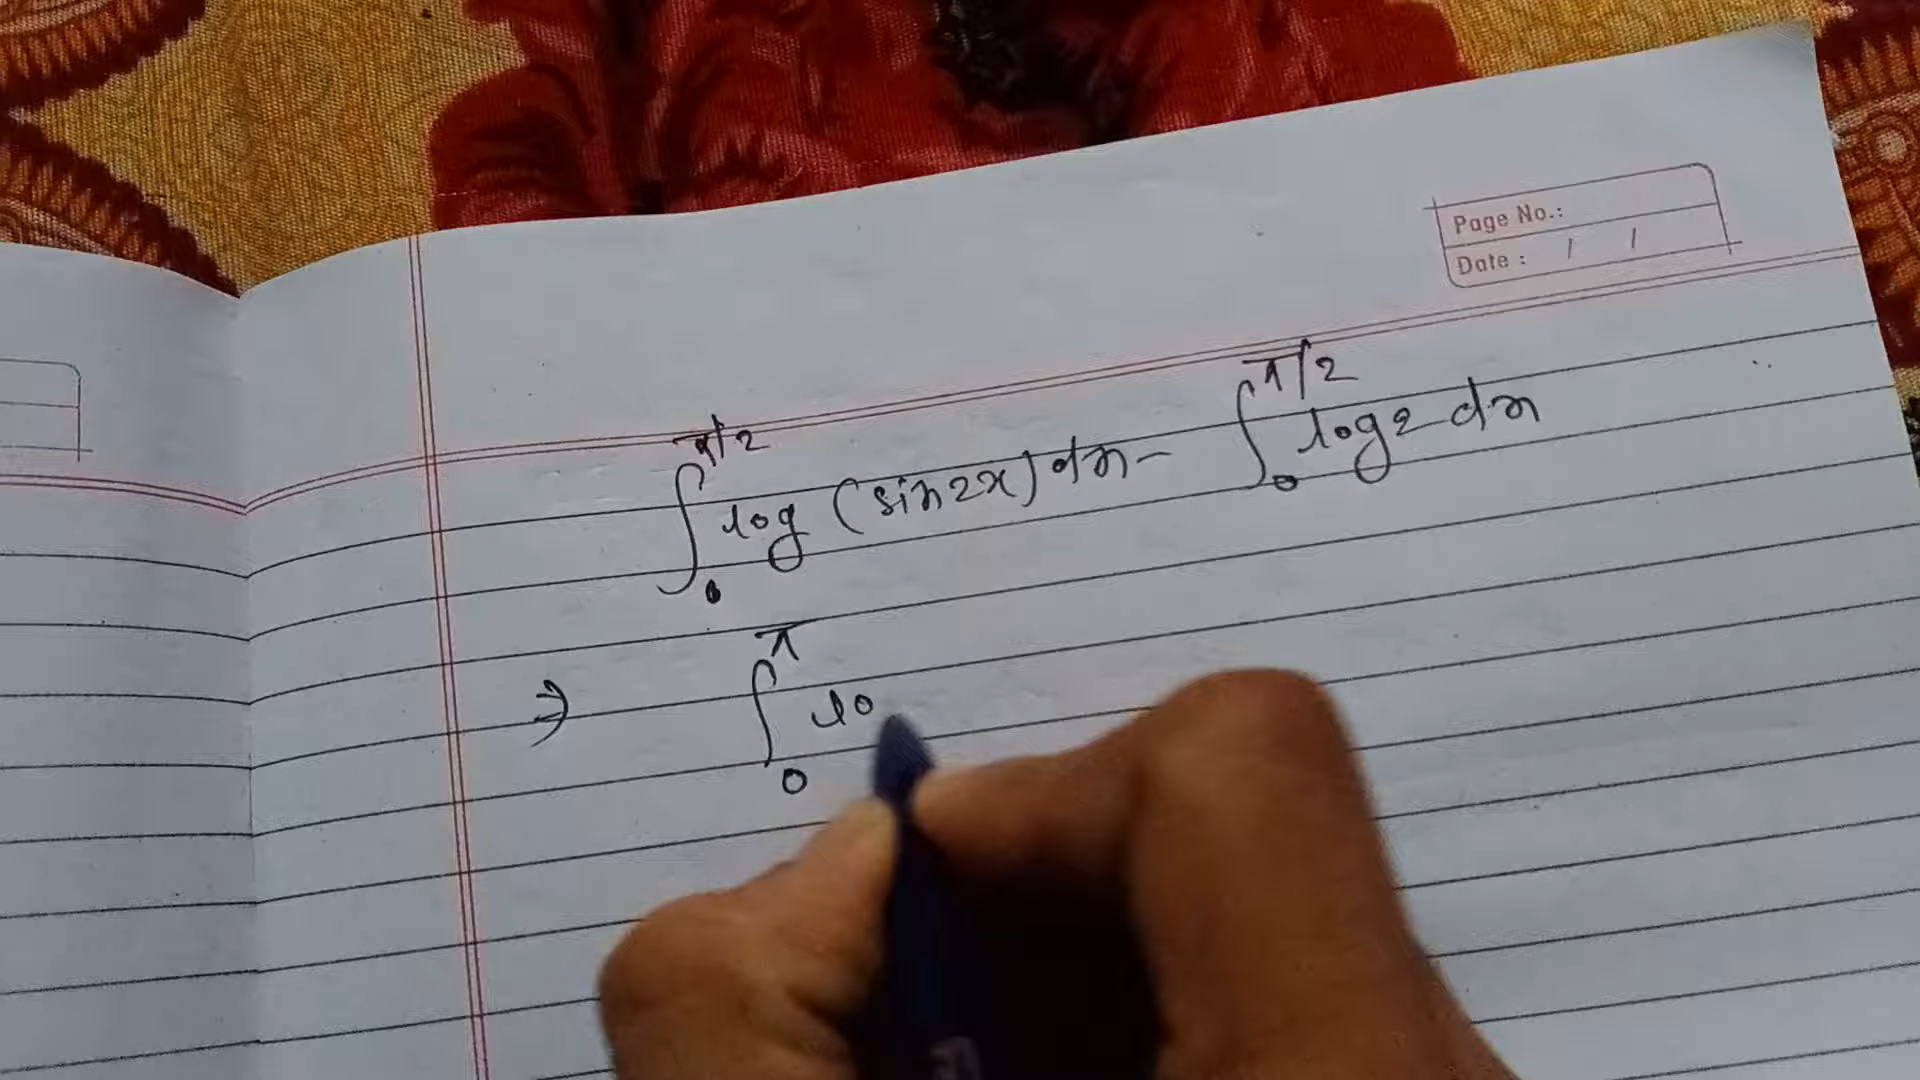 Page No.:
Date : / /
∫₀^π/2 log (sin2x) dx - ∫₀^π/2 log2 dx
⇒ ∫₀^π lo